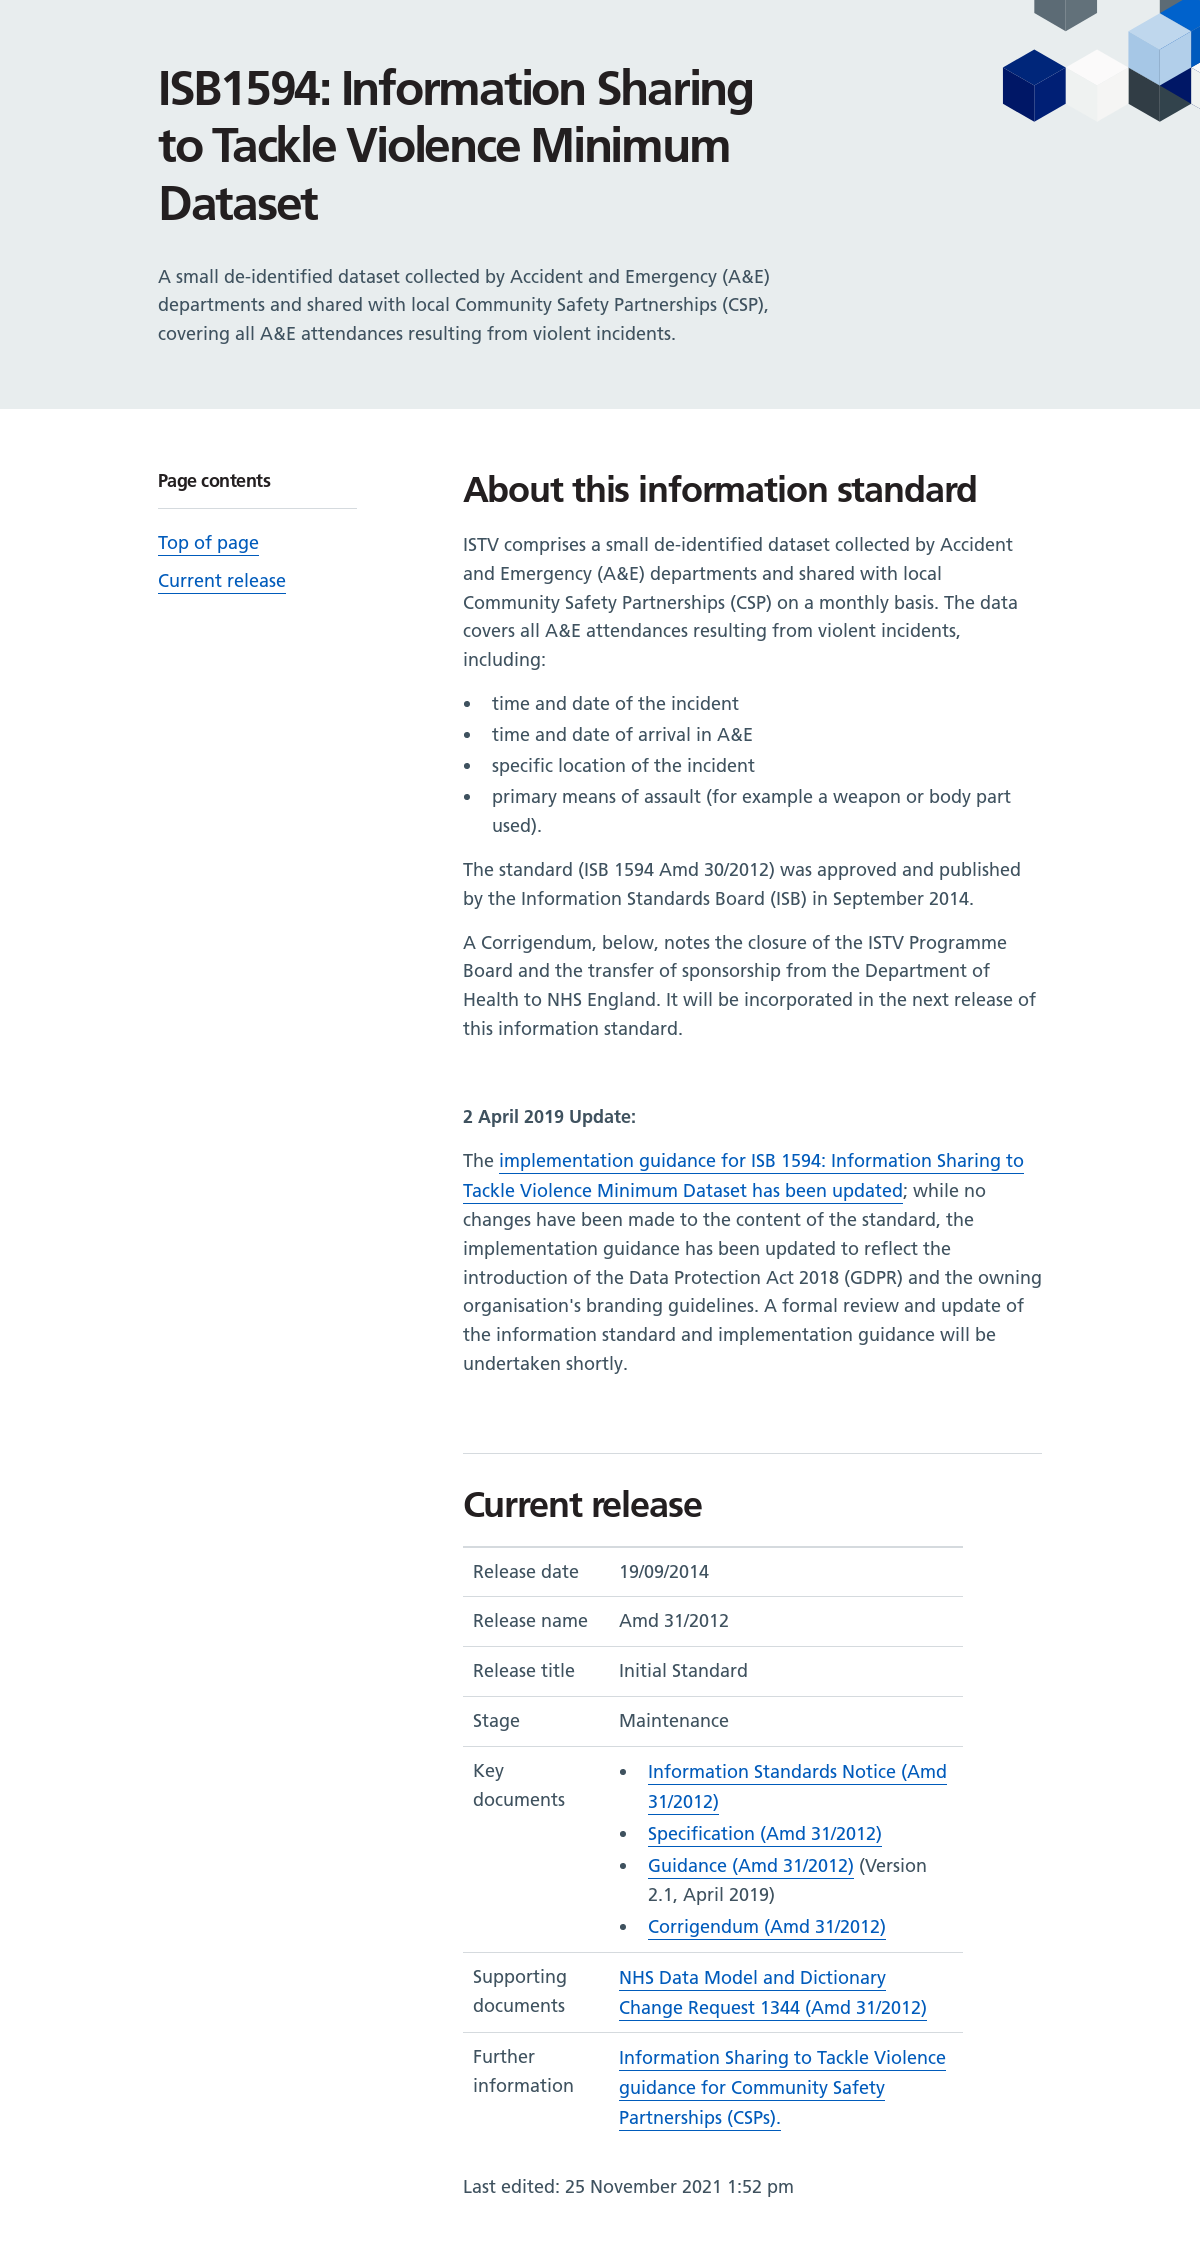 ISB1594: Information Sharing
to Tackle Violence Minimum
Dataset
A small de-identified dataset collected by Accident and Emergency (A&E)
departments and shared with local Community Safety Partnerships (CSP),
covering all A&E attendances resulting from violent incidents.
Page contents
Top of page
Current release
About this information standard
ISTV comprises a small de-identified dataset collected by Accident
and Emergency (A&E) departments and shared with local
Community Safety Partnerships (CSP) on a monthly basis. The data
covers all A&E attendances resulting from violent incidents,
including:
• time and date of the incident
• time and date of arrival in A&E
• specific location of the incident
• primary means of assault (for example a weapon or body part
used).
The standard (ISB 1594 Amd 30/2012) was approved and published
by the Information Standards Board (ISB) in September 2014.
A Corrigendum, below, notes the closure of the ISTV Programme
Board and the transfer of sponsorship from the Department of
Health to NHS England. It will be incorporated in the next release of
this information standard.
2 April 2019 Update:
The implementation guidance for ISB 1594: Information Sharing to
Tackle Violence Minimum Dataset has been updated; while no
changes have been made to the content of the standard, the
implementation guidance has been updated to reflect the
introduction of the Data Protection Act 2018 (GDPR) and the owning
organisation's branding guidelines. A formal review and update of
the information standard and implementation guidance will be
undertaken shortly.
Current release
Release date 19/09/2014
Release name Amd 31/2012
Release title Initial Standard
Stage Maintenance
Key
documents
• Information Standards Notice (Amd
31/2012)
• Specification (Amd 31/2012)
• Guidance (Amd 31/2012) (Version
2.1, April 2019)
• Corrigendum (Amd 31/2012)
Supporting
documents
NHS Data Model and Dictionary
Change Request 1344 (Amd 31/2012)
Further
information
Information Sharing to Tackle Violence
guidance for Community Safety
Partnerships (CSPs).
Last edited: 25 November 2021 1:52 pm